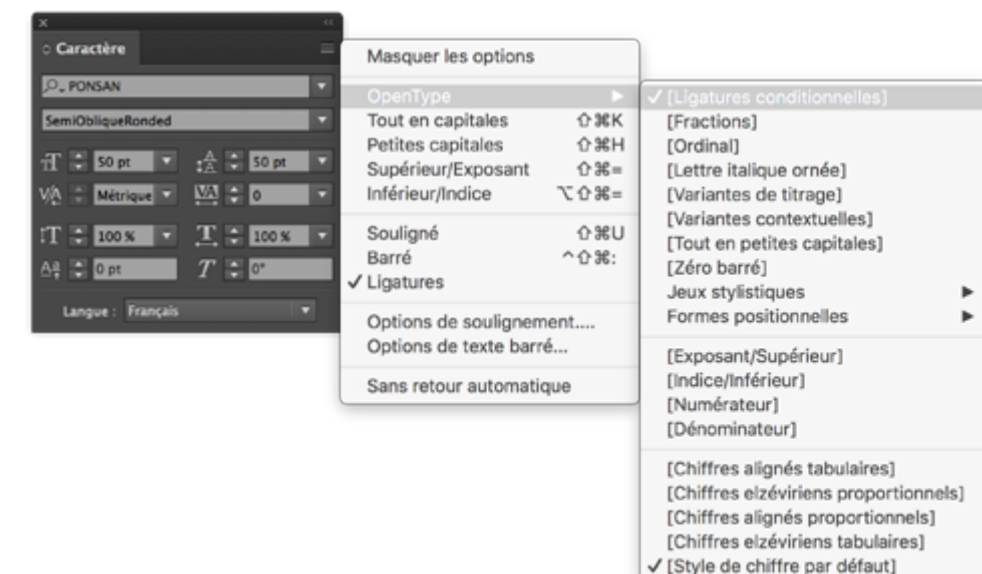 Caractère
PONSAN
SemiObliqueRonded
50 pt
50 pt
Métrique
0
100 %
100 %
0 pt
0°
Langue : Français
Masquer les options
OpenType
Tout en capitales ⇧⌘K
Petites capitales ⇧⌘H
Supérieur/Exposant ⇧⌘=
Inférieur/Indice ⌥⇧⌘=
Souligné ⇧⌘U
Barré ^⇧⌘:
✓ Ligatures
Options de soulignement....
Options de texte barré...
Sans retour automatique
✓ [Ligatures conditionnelles]
[Fractions]
[Ordinal]
[Lettre italique ornée]
[Variantes de titrage]
[Variantes contextuelles]
[Tout en petites capitales]
[Zéro barré]
Jeux stylistiques
Formes positionnelles
[Exposant/Supérieur]
[Indice/Inférieur]
[Numérateur]
[Dénominateur]
[Chiffres alignés tabulaires]
[Chiffres elzéviriens proportionnels]
[Chiffres alignés proportionnels]
[Chiffres elzéviriens tabulaires]
✓ [Style de chiffre par défaut]